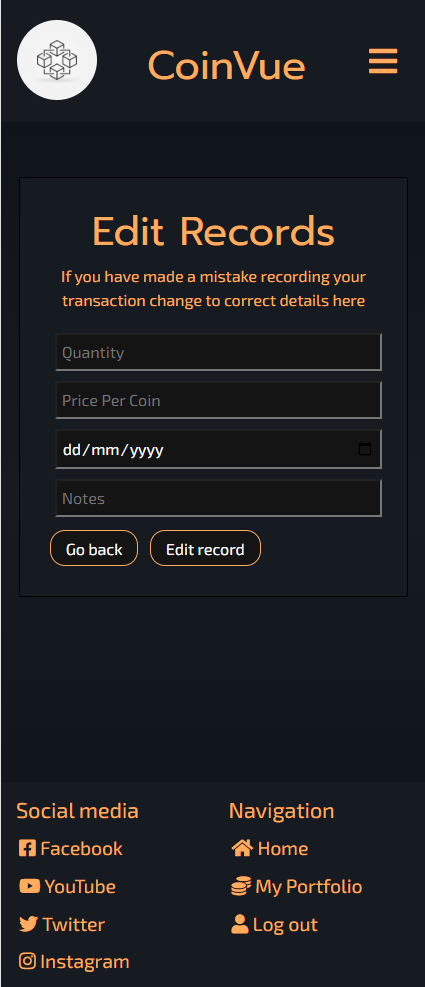 CoinVue
Edit Records
If you have made a mistake recording your
transaction change to correct details here
Quantity
Price Per Coin
dd/mm/yyyy
Notes
Go back
Edit record
Social media
Facebook
YouTube
Twitter
Instagram
Navigation
Home
My Portfolio
Log out